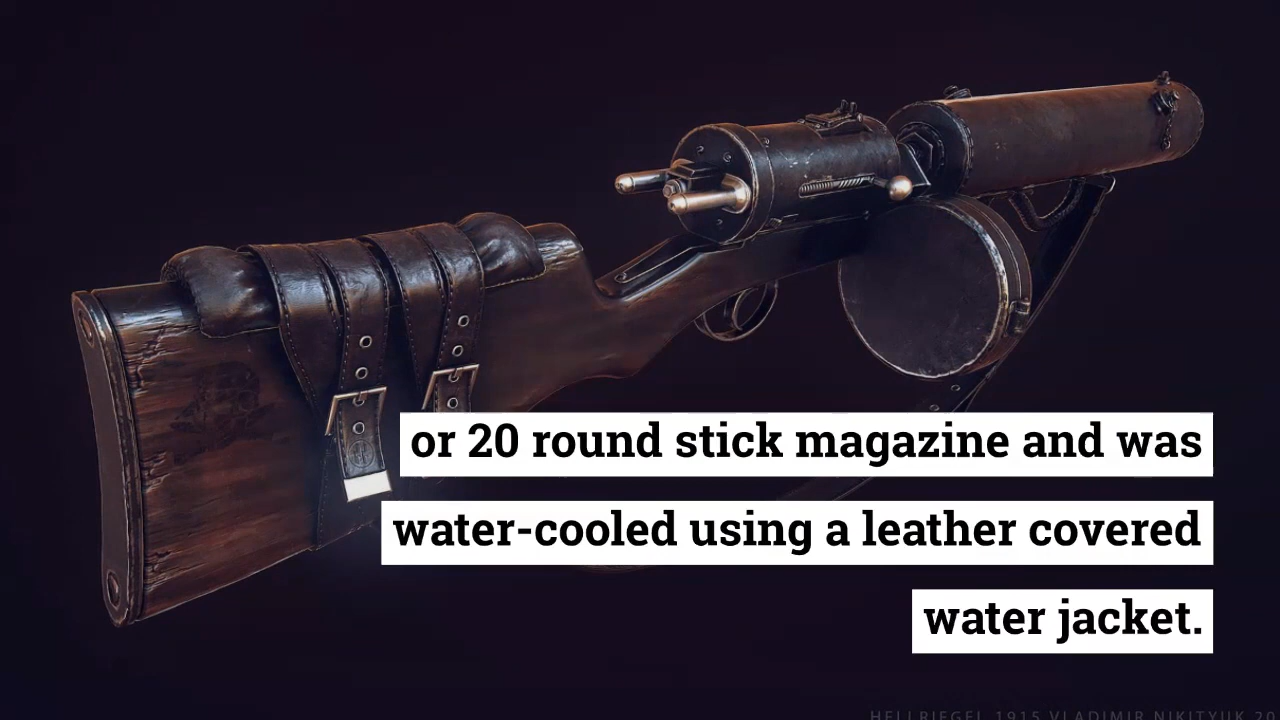 or 20 round stick magazine and was
water-cooled using a leather covered
water jacket.
HELLRIEGEL 1915 VLADIMIR NIKITYUK 20